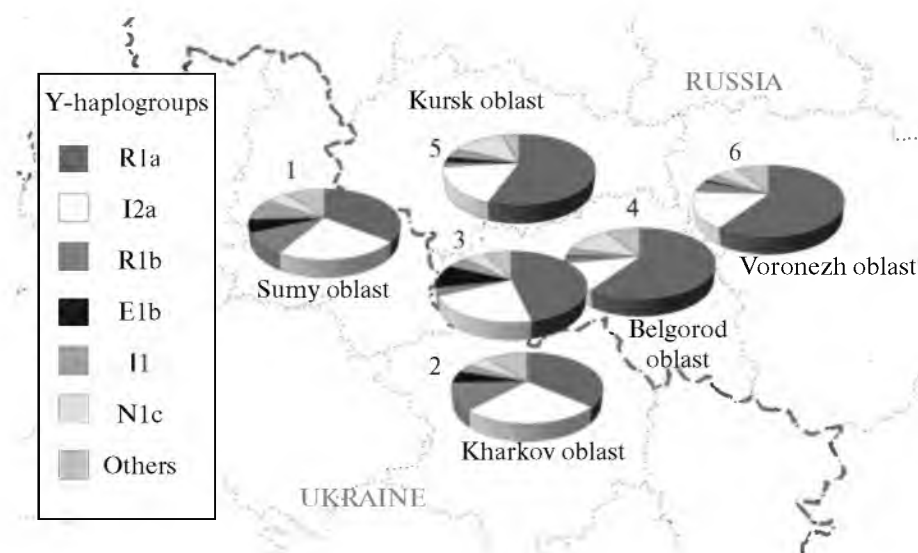 Y-haplogroups
R1a
I2a
R1b
E1b
I1
N1c
Others
RUSSIA
Kursk oblast
5
6
1
4
3
Voronezh oblast
Sumy oblast
Belgorod
oblast
2
Kharkov oblast
UKRAINE